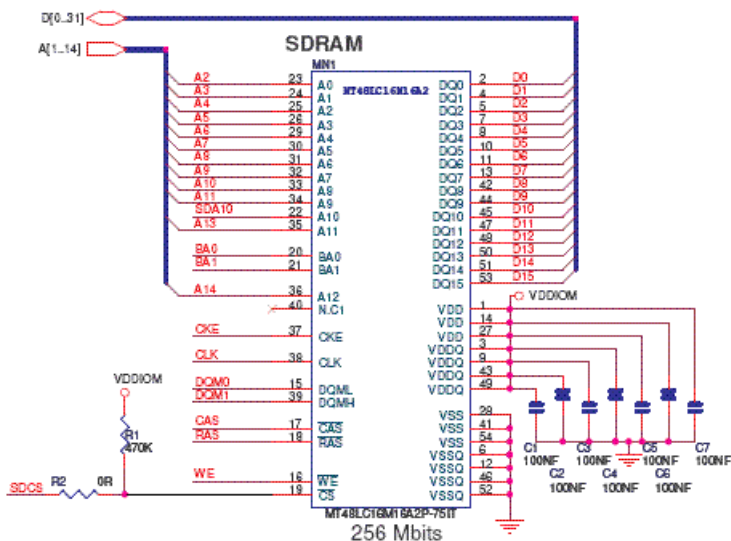 D[0..31]
A[1..14]
SDRAM
MN1
MT48LC16M16A2
A2 23 A0
A3 24 A1
A4 25 A2
A5 26 A3
A6 29 A4
A7 30 A5
A8 31 A6
A9 32 A7
A10 33 A8
A11 34 A9
SDA10 22 A10
A13 35 A11
BA0 20 BA0
BA1 21 BA1
A14 36 A12
40 N.C1
CKE 37 CKE
CLK 38 CLK
DQM0 15 DQML
DQM1 39 DQMH
CAS 17 CAS
RAS 18 RAS
WE 16 WE
SDCS 19 CS
DQ0 2 D0
DQ1 4 D1
DQ2 5 D2
DQ3 7 D3
DQ4 8 D4
DQ5 10 D5
DQ6 11 D6
DQ7 13 D7
DQ8 42 D8
DQ9 44 D9
DQ10 45 D10
DQ11 47 D11
DQ12 48 D12
DQ13 50 D13
DQ14 51 D14
DQ15 53 D15
VDDIOM
VDD 1
VDD 14
VDD 27
VDDQ 3
VDDQ 9
VDDQ 43
VDDQ 49
VSS 28
VSS 41
VSS 54
VSSQ 6
VSSQ 12
VSSQ 46
VSSQ 52
VDDIOM
R1
470K
R2 0R
C1 100NF
C2 100NF
C3 100NF
C4 100NF
C5 100NF
C6 100NF
C7 100NF
MT48LC16M16A2P-75IT
256 Mbits